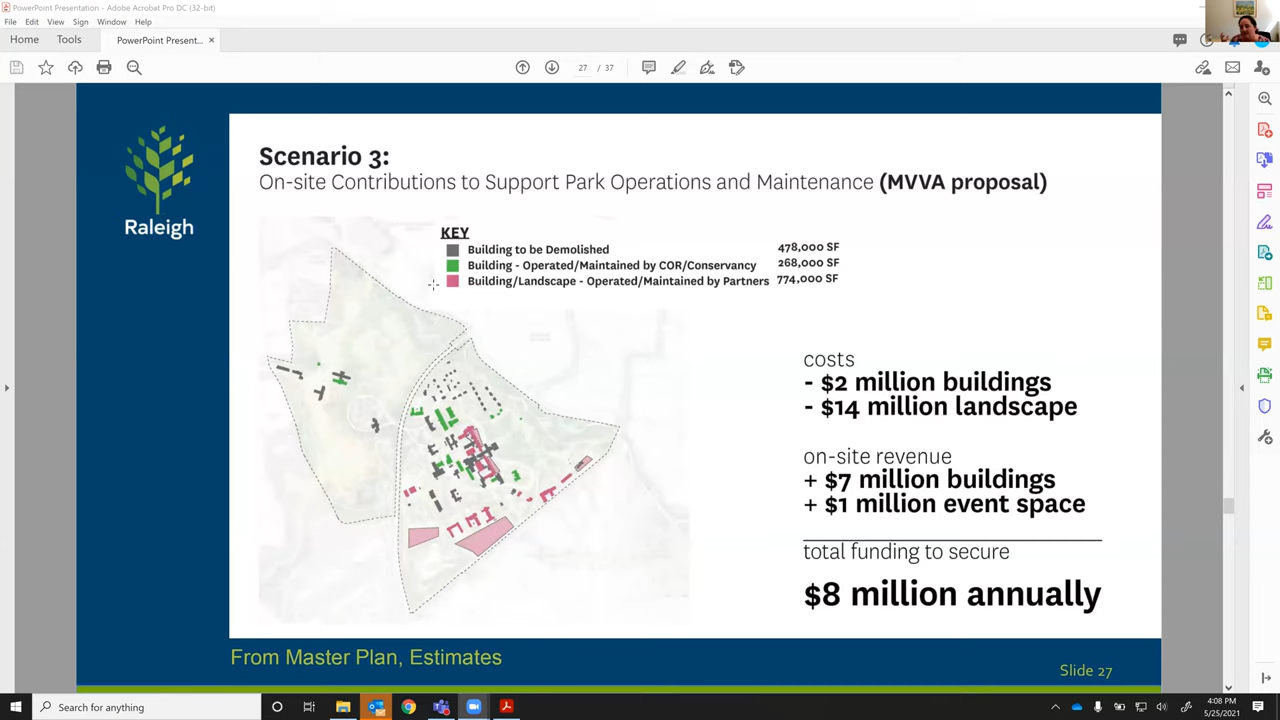 PowerPoint Presentation - Adobe Acrobat Pro DC (32-bit)
File Edit View Sign Window Help
Home Tools PowerPoint Present... ×
27 / 37
Raleigh
Scenario 3:
On-site Contributions to Support Park Operations and Maintenance (MVVA proposal)
KEY
Building to be Demolished 478,000 SF
Building - Operated/Maintained by COR/Conservancy 268,000 SF
Building/Landscape - Operated/Maintained by Partners 774,000 SF
costs
- $2 million buildings
- $14 million landscape
on-site revenue
+ $7 million buildings
+ $1 million event space
total funding to secure
$8 million annually
From Master Plan, Estimates
Slide 27
Search for anything
4:08 PM
5/25/2021